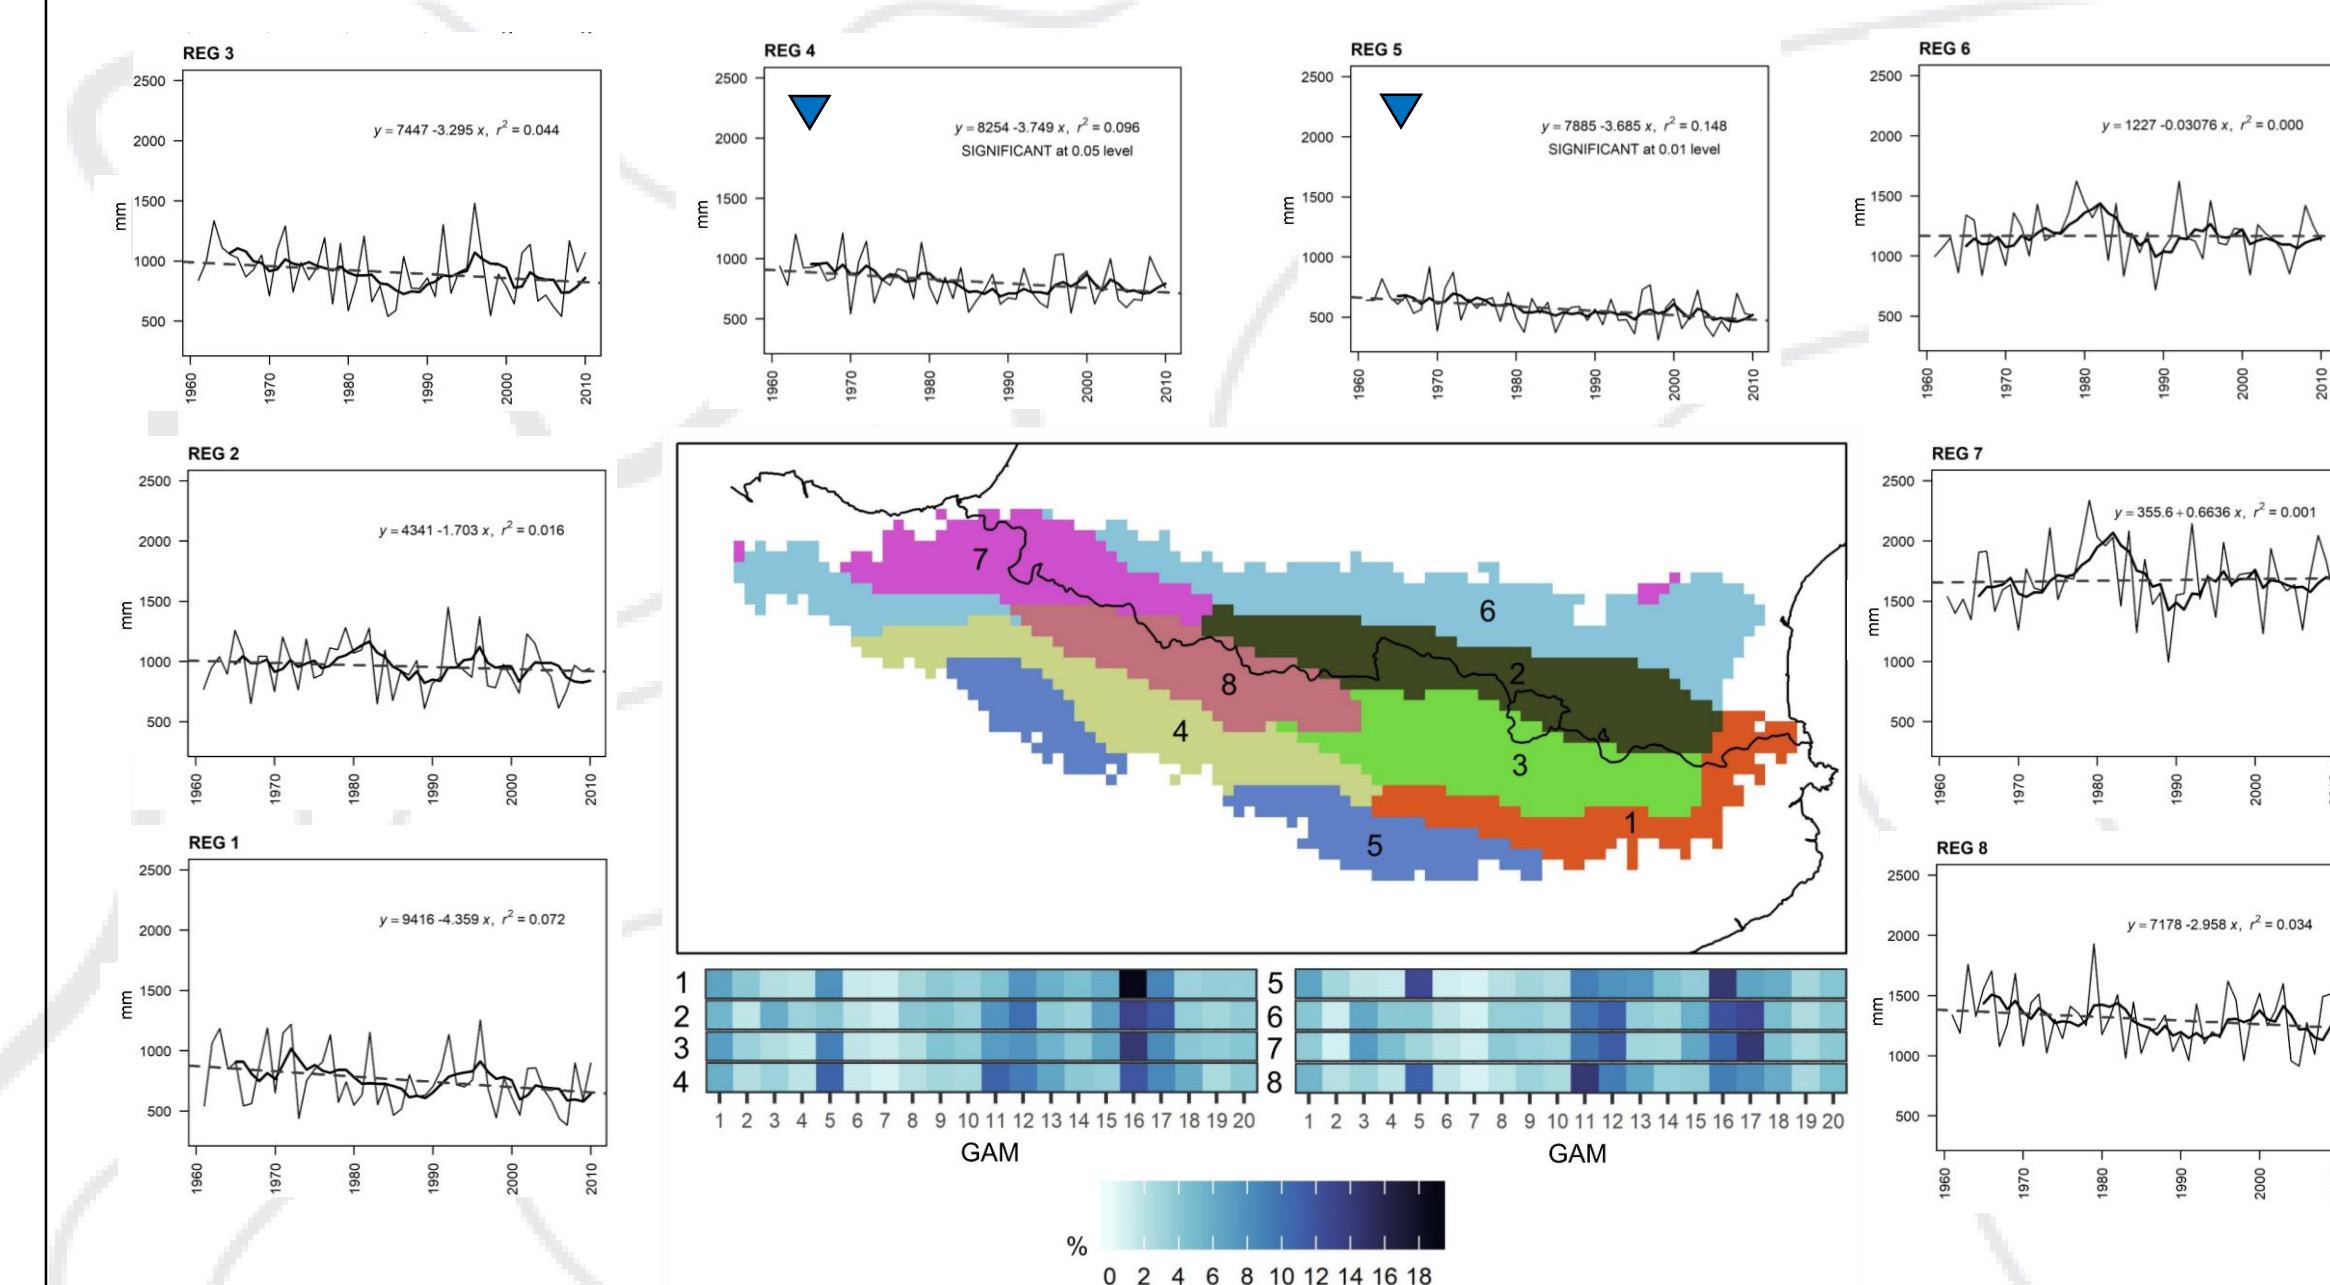 REG 3
2500
2000
1500
1000
500
mm
y = 7447 -3.295 x, r² = 0.044
1960 1970 1980 1990 2000 2010
REG 4
2500
2000
1500
1000
500
mm
y = 8254 -3.749 x, r² = 0.096
SIGNIFICANT at 0.05 level
1960 1970 1980 1990 2000 2010
REG 5
2500
2000
1500
1000
500
mm
y = 7885 -3.685 x, r² = 0.148
SIGNIFICANT at 0.01 level
1960 1970 1980 1990 2000 2010
REG 6
2500
2000
1500
1000
500
mm
y = 1227 -0.03076 x, r² = 0.000
1960 1970 1980 1990 2000 2010
REG 2
2500
2000
1500
1000
500
mm
y = 4341 -1.703 x, r² = 0.016
1960 1970 1980 1990 2000 2010
7
6
2
8
4
3
1
5
REG 7
2500
2000
1500
1000
500
mm
y = 355.6 + 0.6636 x, r² = 0.001
1960 1970 1980 1990 2000
REG 1
2500
2000
1500
1000
500
mm
y = 9416 -4.359 x, r² = 0.072
1960 1970 1980 1990 2000 2010
REG 8
2500
2000
1500
1000
500
mm
y = 7178 -2.958 x, r² = 0.034
1960 1970 1980 1990 2000
1
2
3
4
1 2 3 4 5 6 7 8 9 10 11 12 13 14 15 16 17 18 19 20
GAM
5
6
7
8
1 2 3 4 5 6 7 8 9 10 11 12 13 14 15 16 17 18 19 20
GAM
%
0 2 4 6 8 10 12 14 16 18